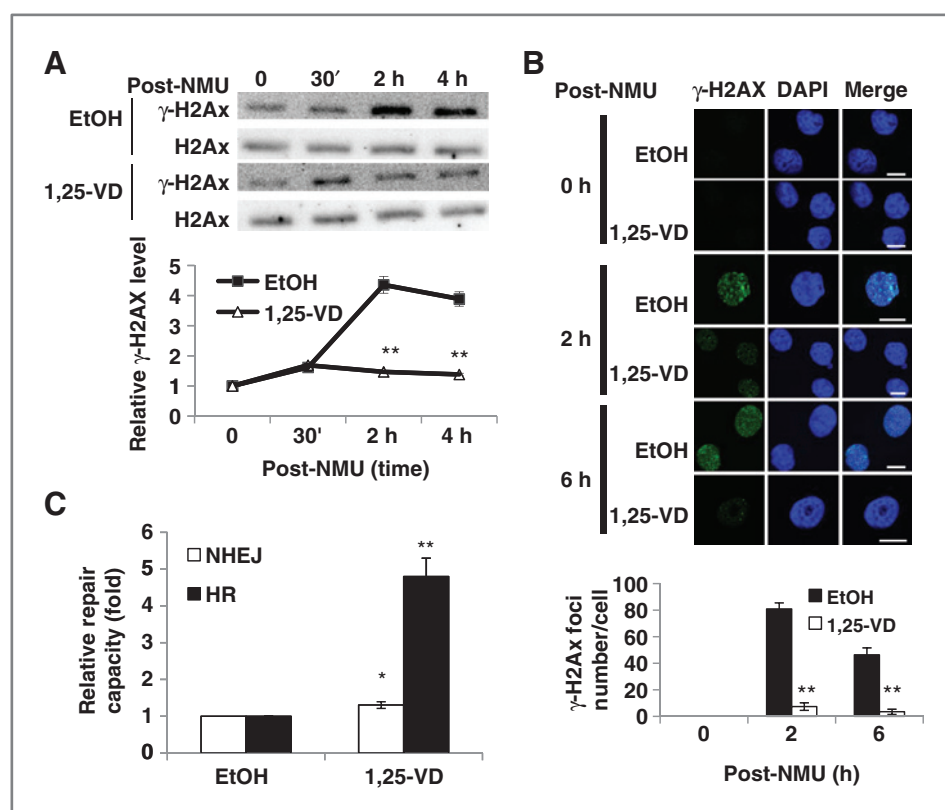 A
Post-NMU 0 30′ 2 h 4 h
EtOH
γ-H2Ax
H2Ax
1,25-VD
γ-H2Ax
H2Ax
Relative γ-H2AX level
5
4
3
2
1
0
EtOH
1,25-VD
** **
0 30' 2 h 4 h
Post-NMU (time)
B
Post-NMU γ-H2AX DAPI Merge
0 h
EtOH
1,25-VD
2 h
EtOH
1,25-VD
6 h
EtOH
1,25-VD
γ-H2Ax foci
number/cell
100
80
60
40
20
0
EtOH
1,25-VD
** **
0 2 6
Post-NMU (h)
C
Relative repair
capacity (fold)
6
5
4
3
2
1
0
NHEJ
HR
* **
EtOH 1,25-VD